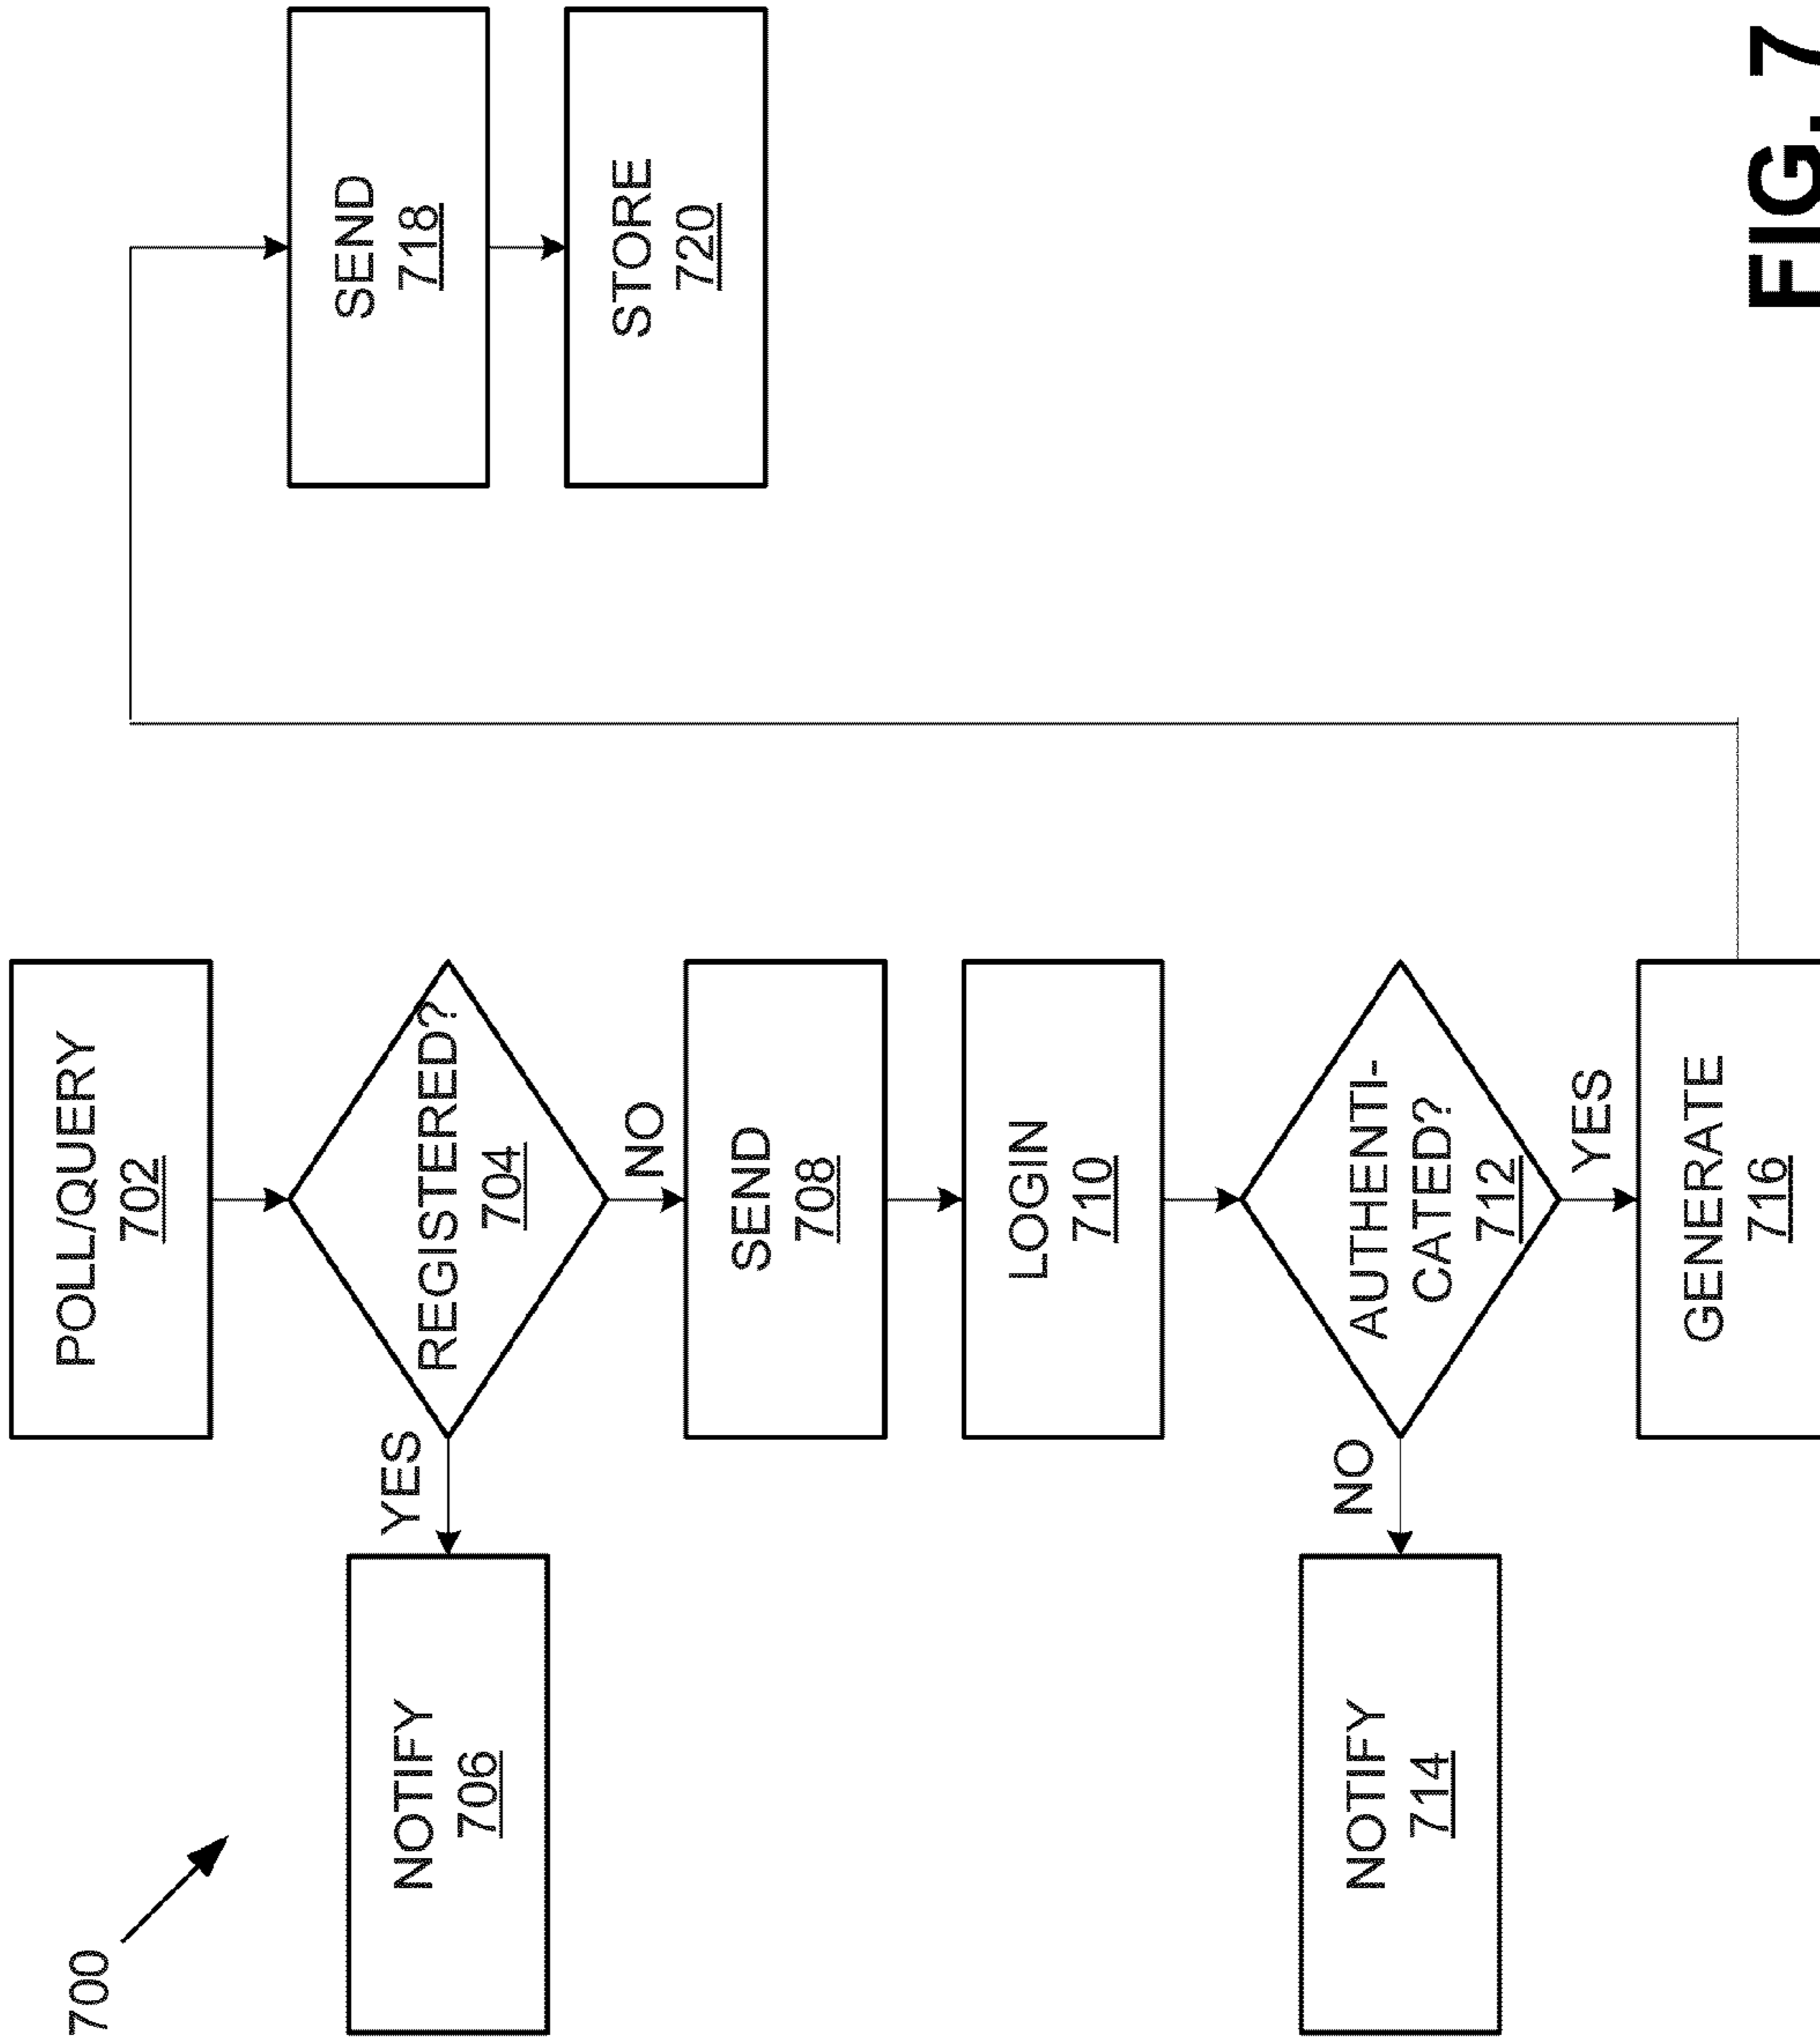 700
POLL/QUERY
702
REGISTERED?
704
YES
NOTIFY
706
NO
SEND
708
LOGIN
710
AUTHENTI-
CATED?
712
NO
NOTIFY
714
YES
GENERATE
716
SEND
718
STORE
720
FIG. 7